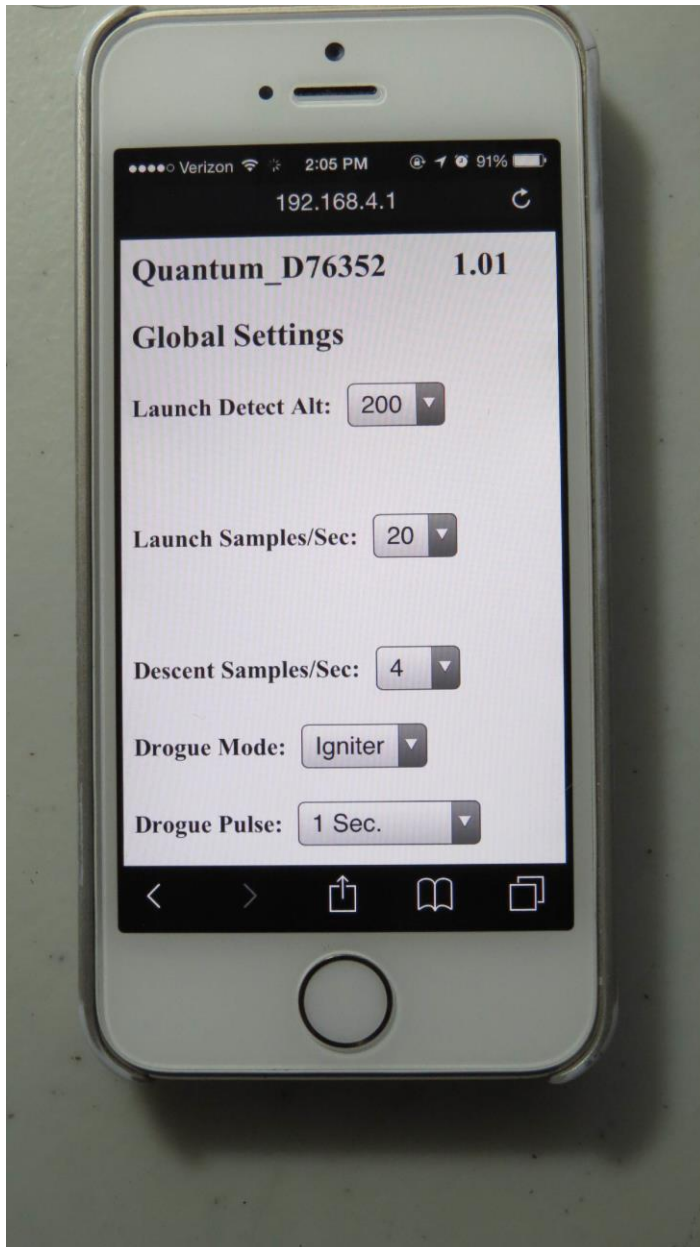 Verizon 2:05 PM 91%
192.168.4.1
Quantum_D76352 1.01
Global Settings
Launch Detect Alt: 200
Launch Samples/Sec: 20
Descent Samples/Sec: 4
Drogue Mode: Igniter
Drogue Pulse: 1 Sec.